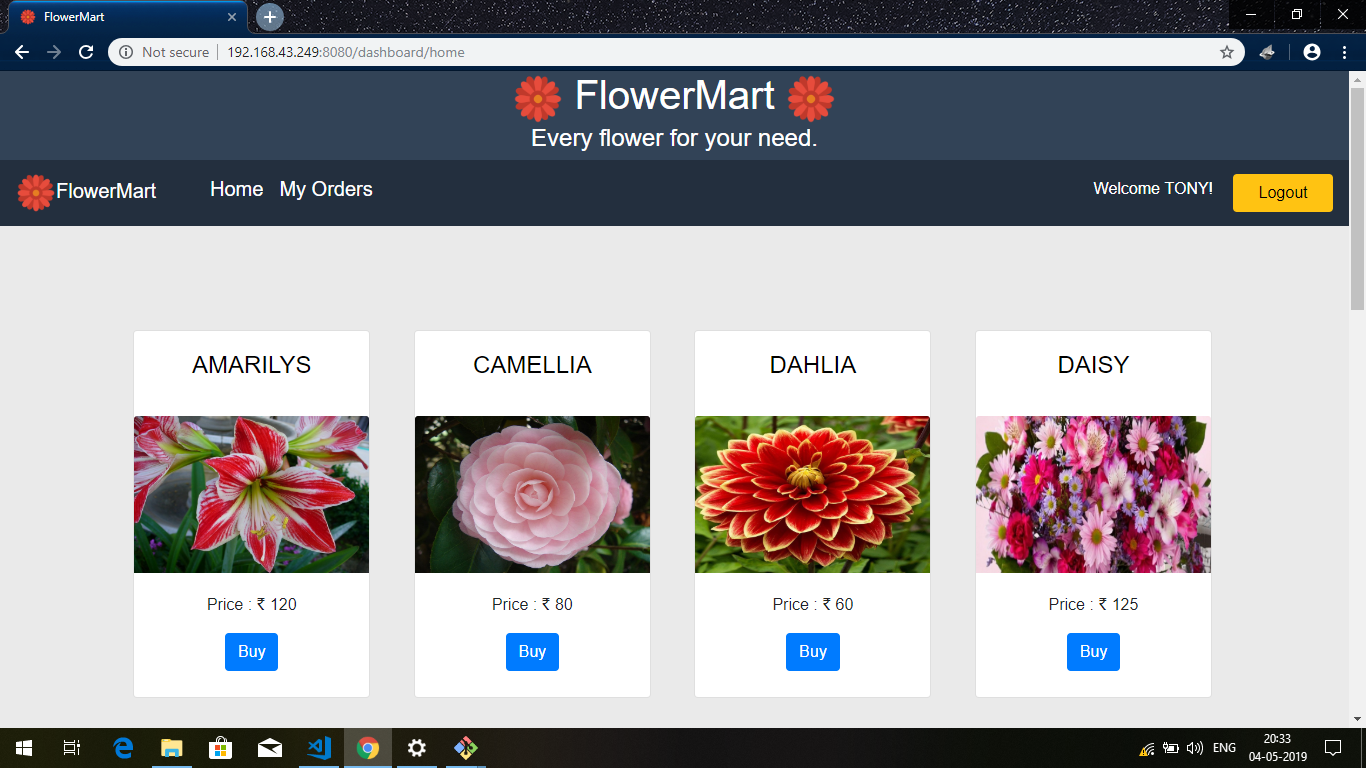 FlowerMart
Not secure 192.168.43.249:8080/dashboard/home
FlowerMart
Every flower for your need.
FlowerMart Home My Orders Welcome TONY! Logout
AMARILYS CAMELLIA DAHLIA DAISY
Price : ₹ 120 Price : ₹ 80 Price : ₹ 60 Price : ₹ 125
Buy Buy Buy Buy
ENG 20:33
04-05-2019